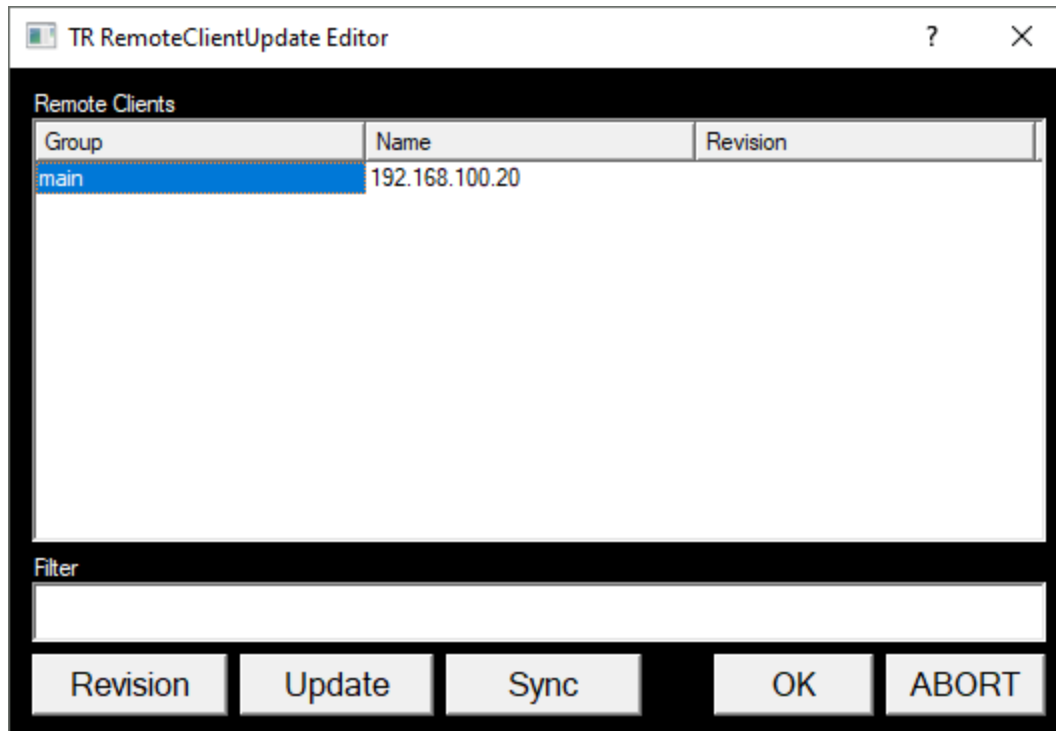 TR RemoteClientUpdate Editor ?
Remote Clients
Group Name Revision
main 192.168.100.20
Filter
Revision Update Sync OK ABORT